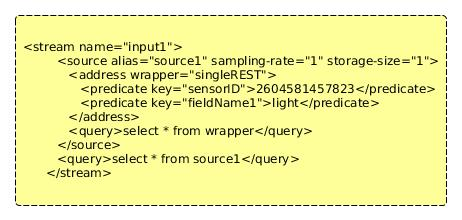 <stream name="input1">
<source alias="source1" sampling-rate="1" storage-size="1">
<address wrapper="singleREST">
<predicate key="sensorID">2604581457823</predicate>
<predicate key="fieldName1">light</predicate>
</address>
<query>select * from wrapper</query>
</source>
<query>select * from source1</query>
</stream>